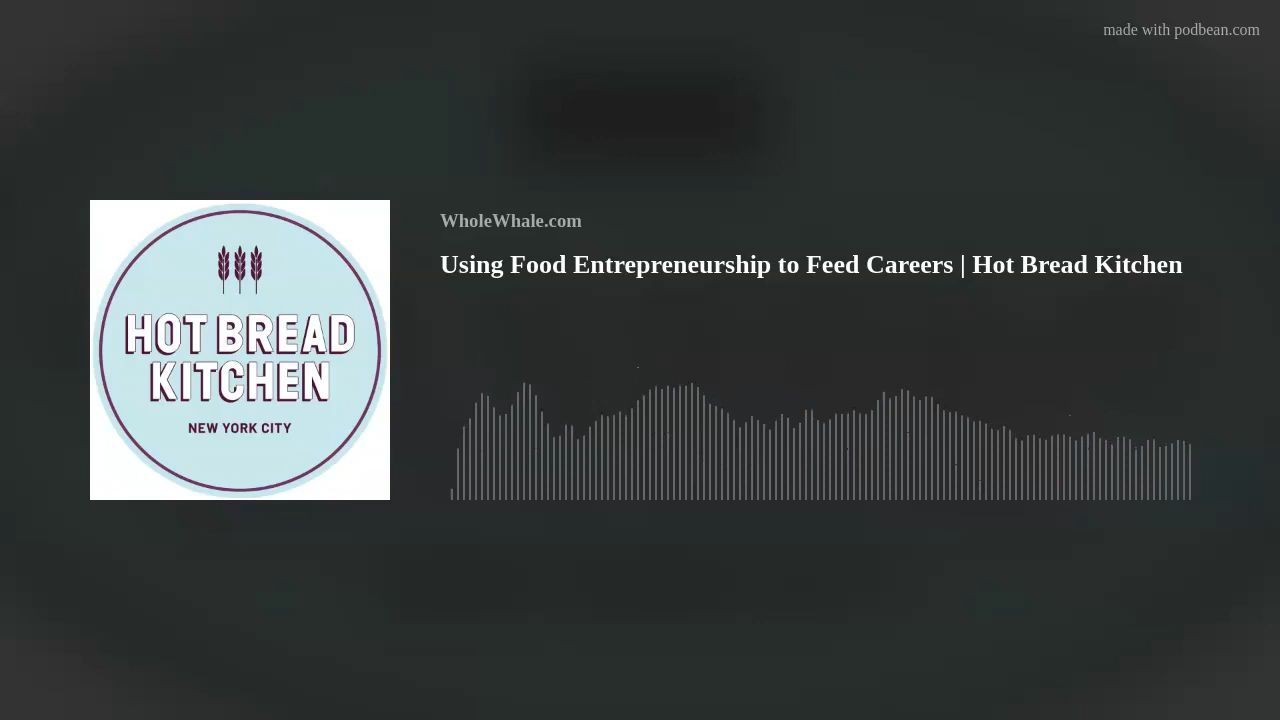 made with podbean.com
WholeWhale.com
Using Food Entrepreneurship to Feed Careers | Hot Bread Kitchen
HOT BREAD
KITCHEN
NEW YORK CITY